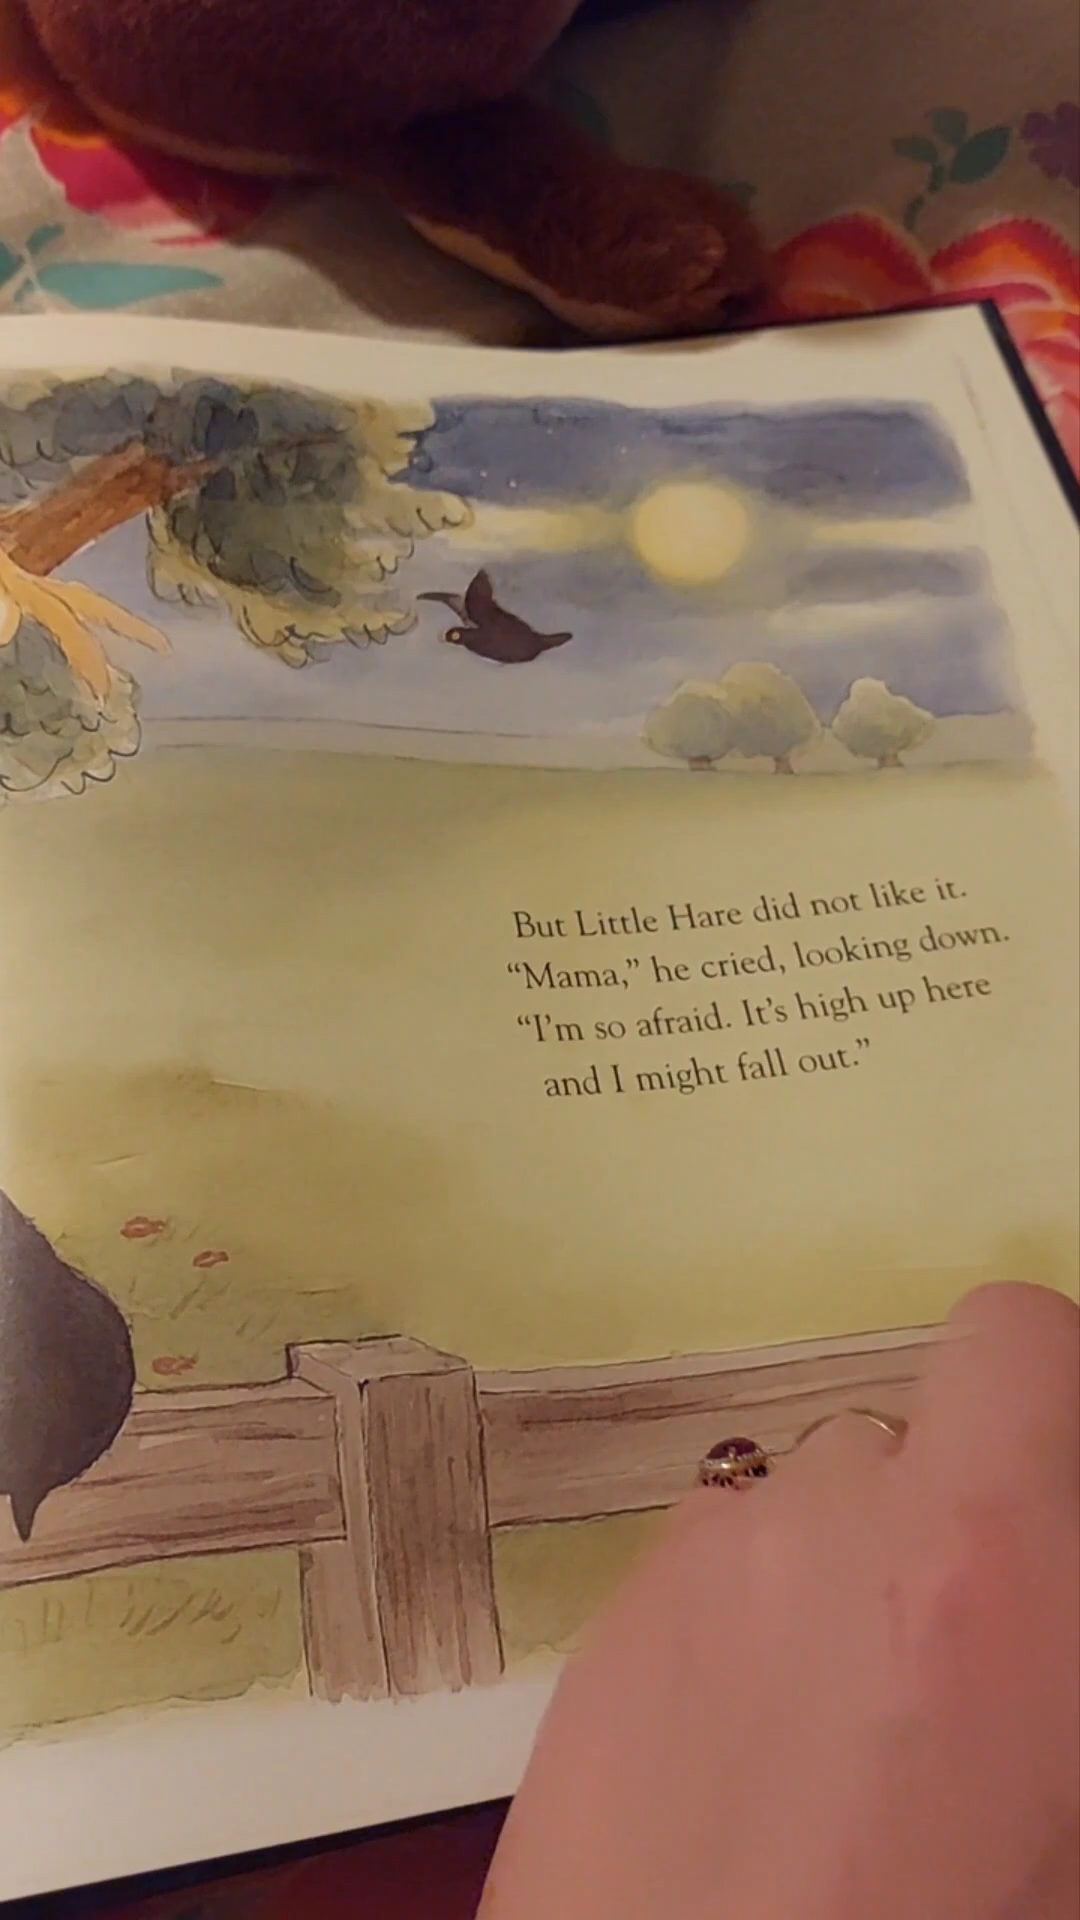 But Little Hare did not like it.
“Mama,” he cried, looking down.
“I’m so afraid. It’s high up here
and I might fall out.”